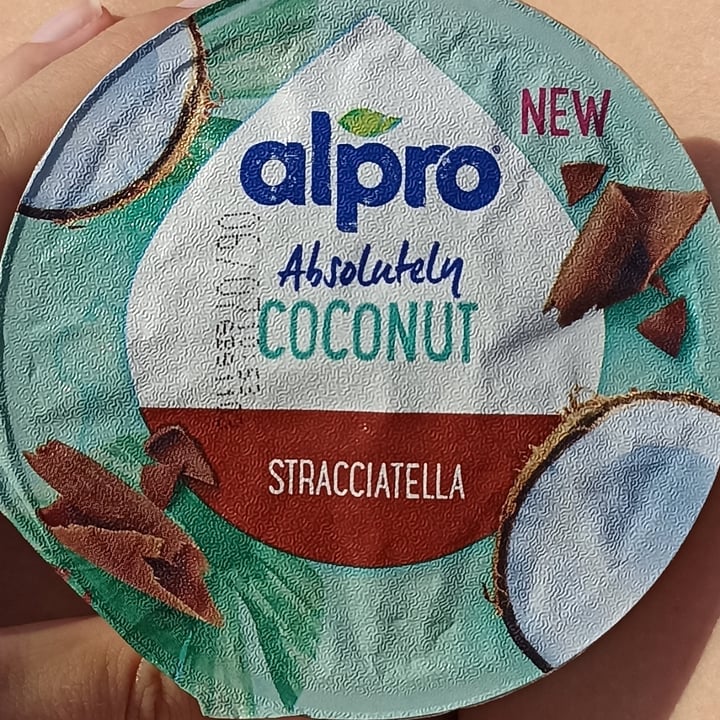 NEW
alpro
Absolutely
COCONUT
STRACCIATELLA